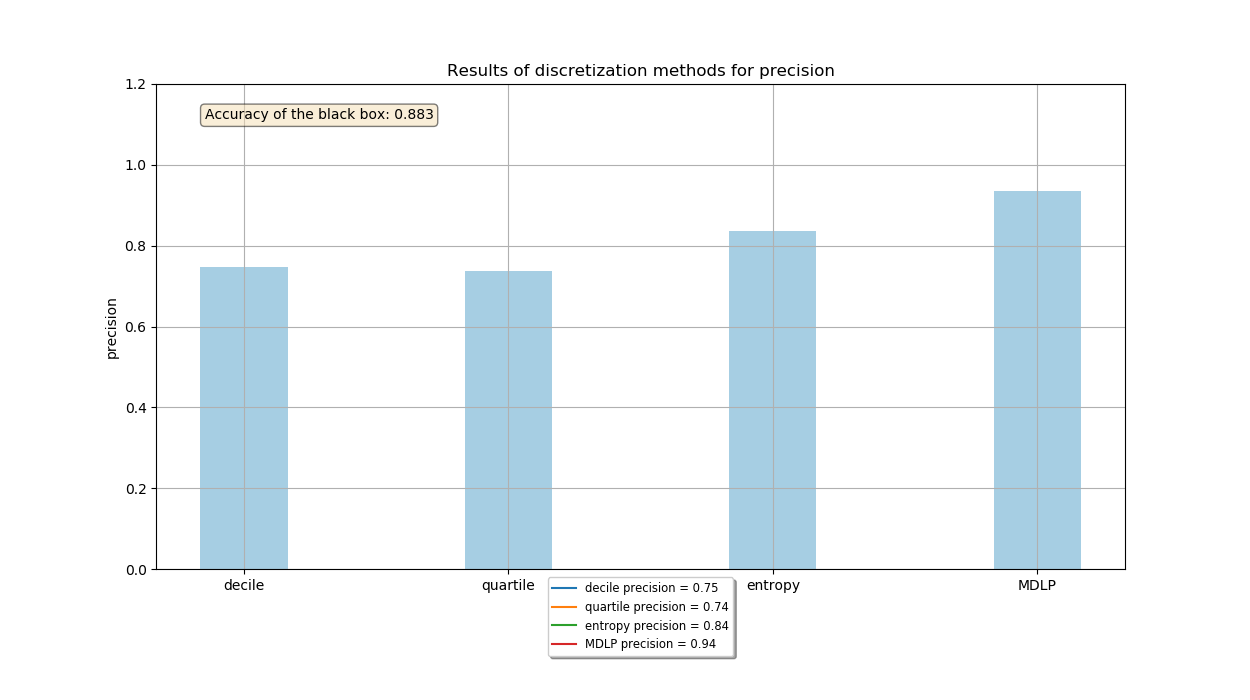 Results of discretization methods for precision
Accuracy of the black box: 0.883
1.2
1.0
0.8
0.6
0.4
0.2
0.0
precision
decile quartile entropy MDLP
decile precision = 0.75
quartile precision = 0.74
entropy precision = 0.84
MDLP precision = 0.94